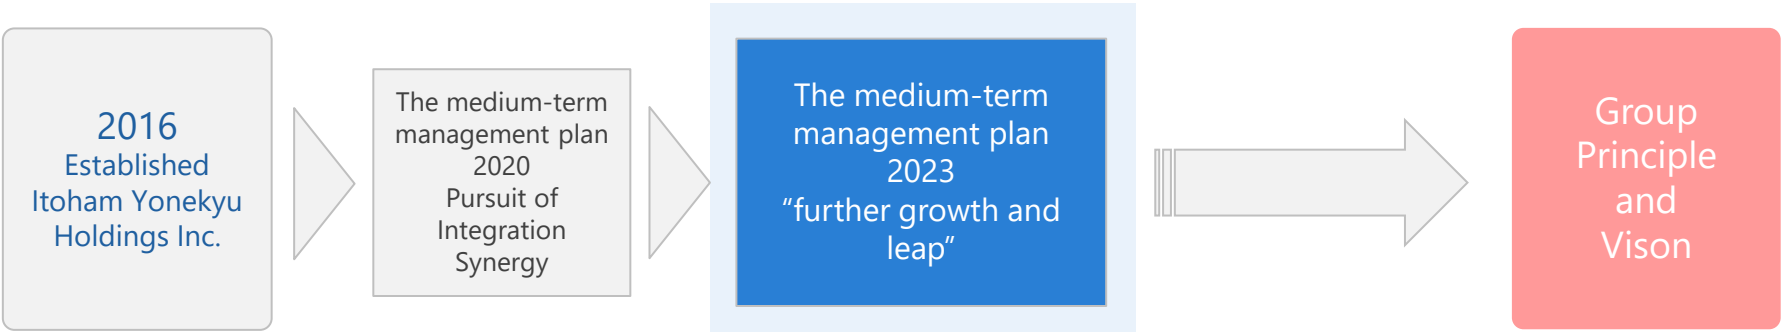 2016
Established
Itoham Yonekyu
Holdings Inc.
The medium-term
management plan
2020
Pursuit of
Integration
Synergy
The medium-term
management plan
2023
“further growth and
leap”
Group
Principle
and
Vison